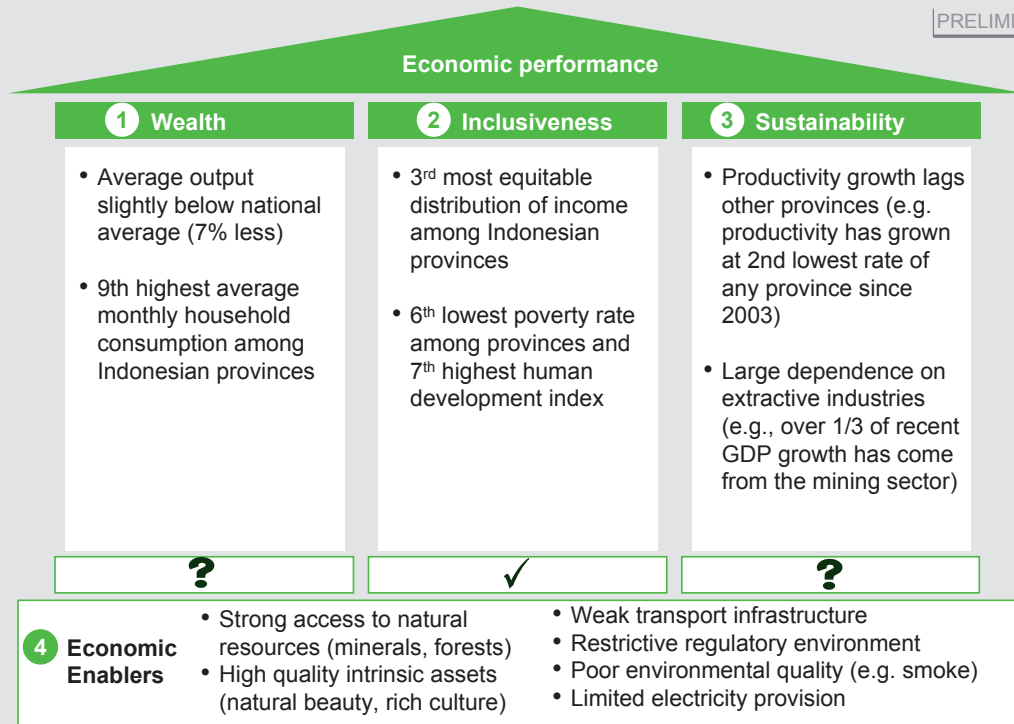 PRELIMI
Economic performance
1 Wealth
• Average output
slightly below national
average (7% less)
• 9th highest average
monthly household
consumption among
Indonesian provinces
?
2 Inclusiveness
• 3rd most equitable
distribution of income
among Indonesian
provinces
• 6th lowest poverty rate
among provinces and
7th highest human
development index
✓
3 Sustainability
• Productivity growth lags
other provinces (e.g.
productivity has grown
at 2nd lowest rate of
any province since
2003)
• Large dependence on
extractive industries
(e.g., over 1/3 of recent
GDP growth has come
from the mining sector)
?
4 Economic
Enablers
• Strong access to natural
resources (minerals, forests)
• High quality intrinsic assets
(natural beauty, rich culture)
• Weak transport infrastructure
• Restrictive regulatory environment
• Poor environmental quality (e.g. smoke)
• Limited electricity provision